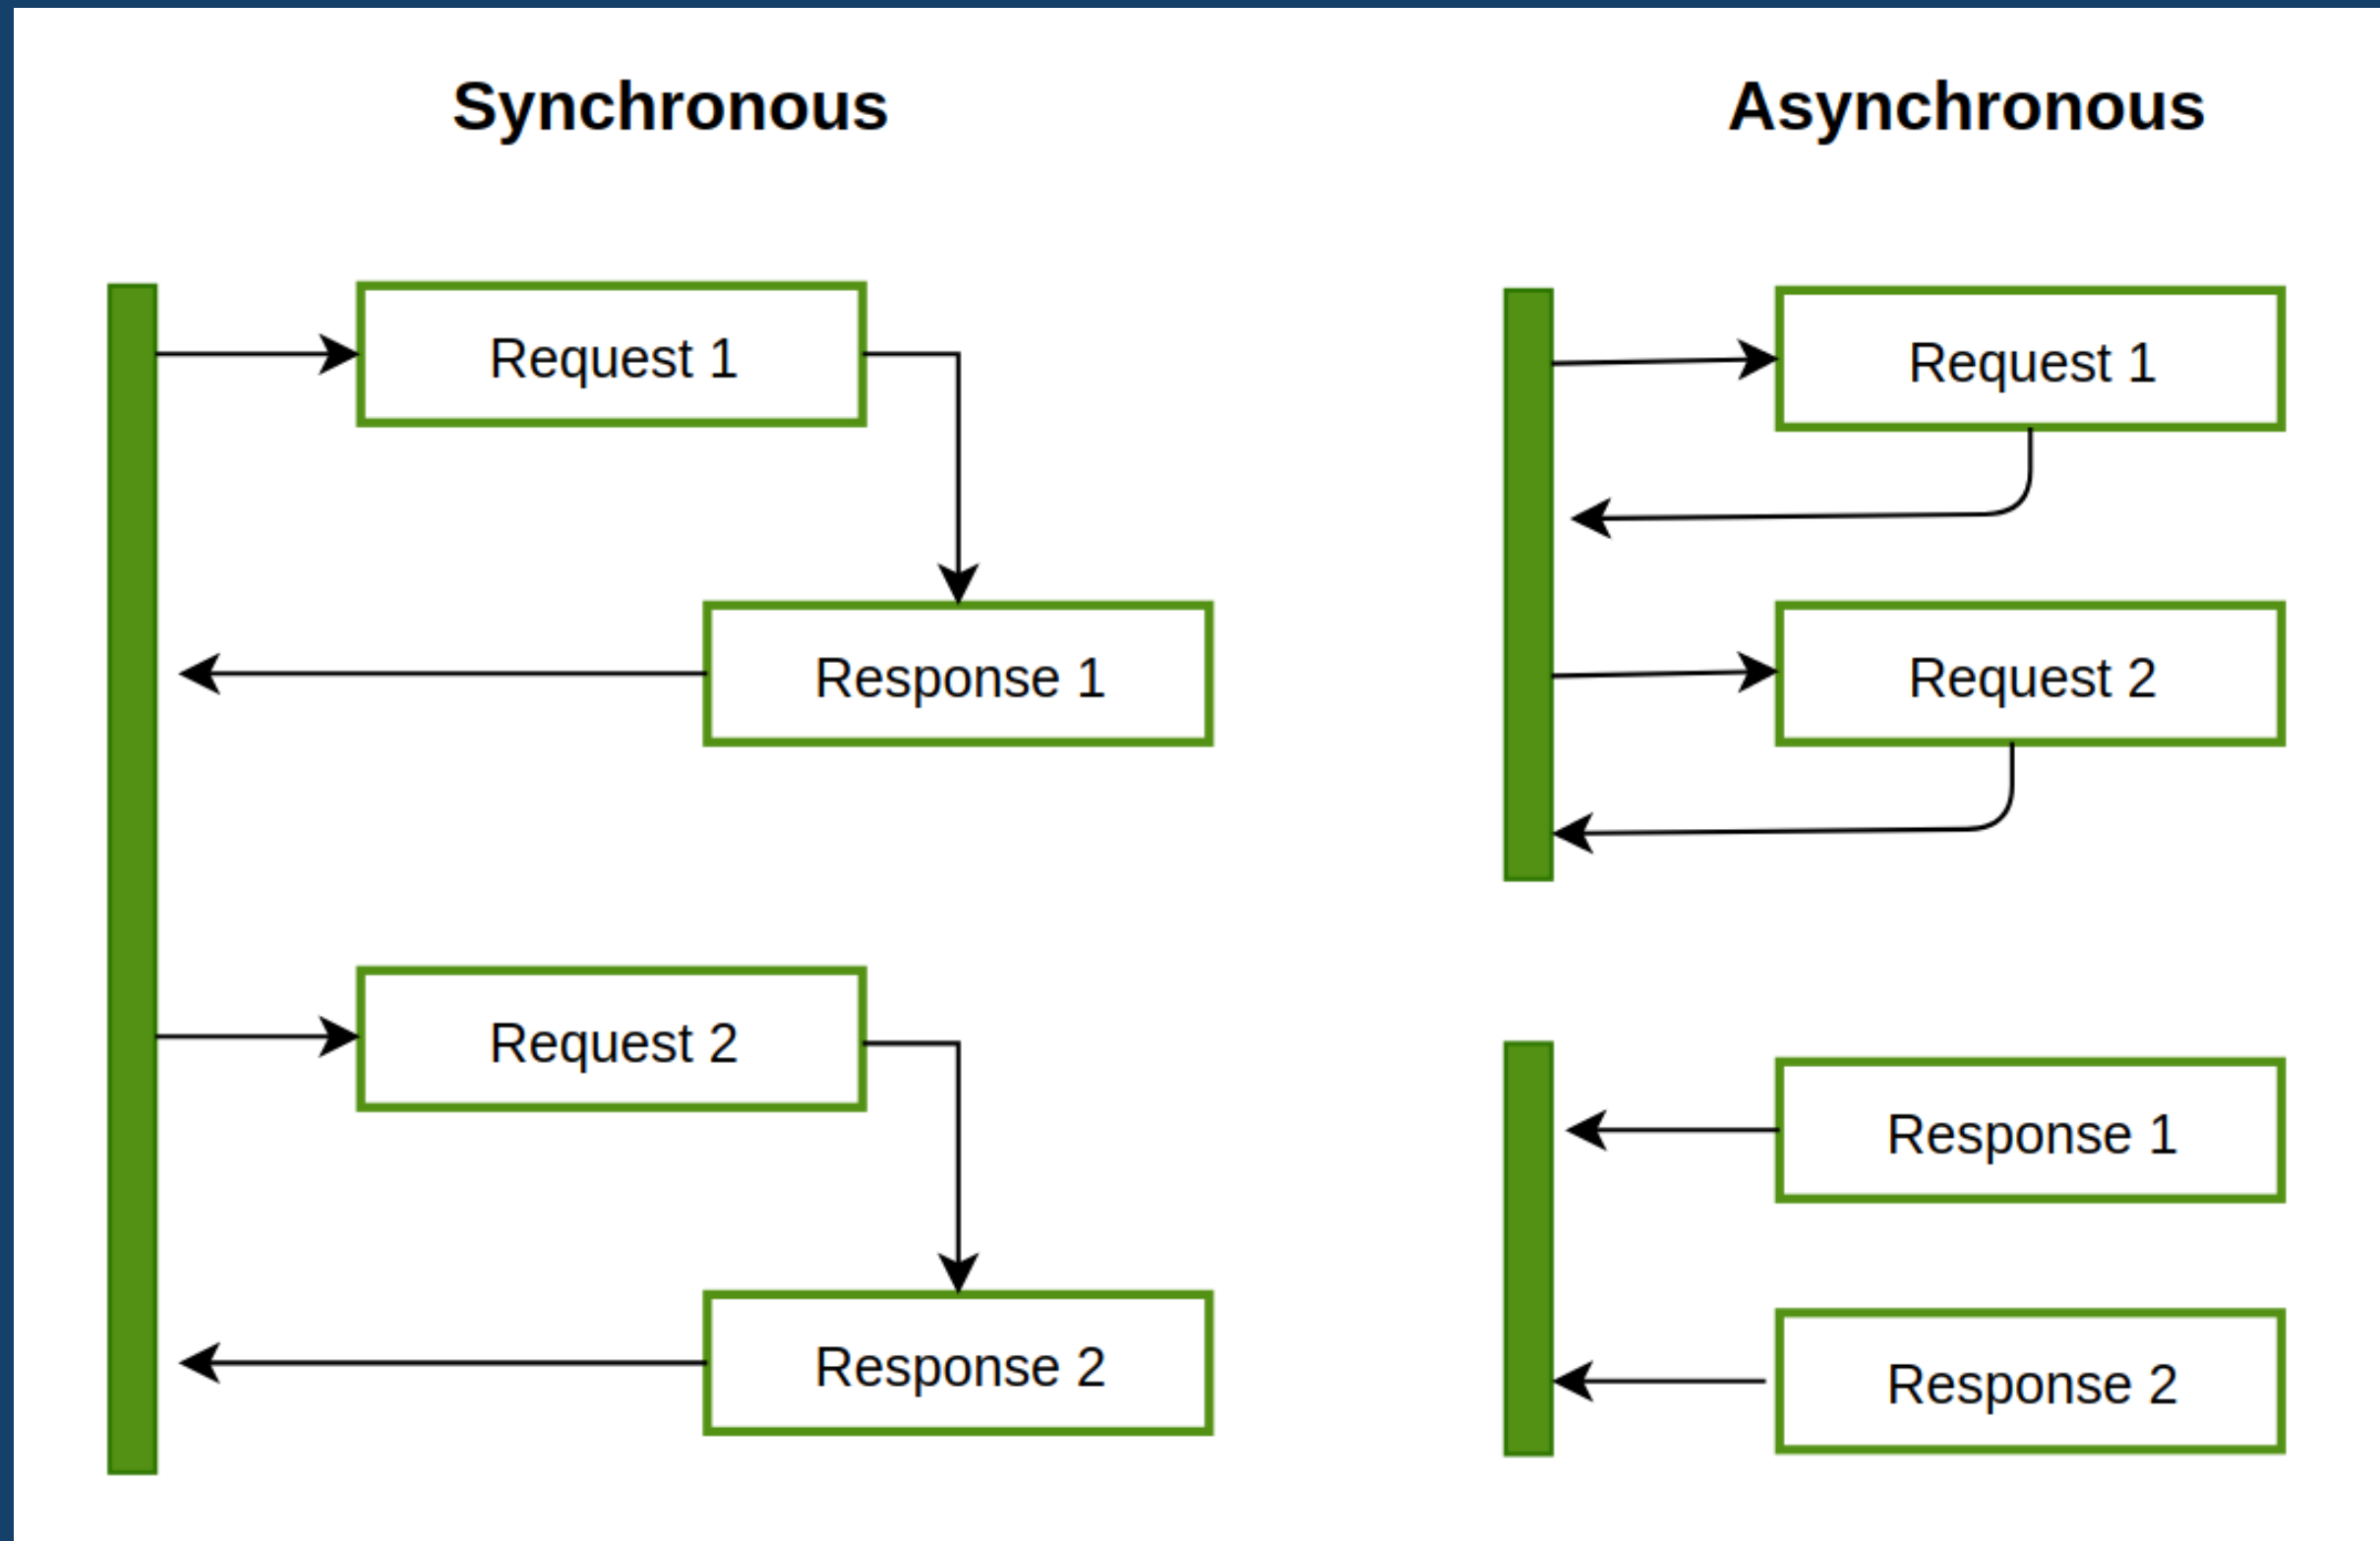 Synchronous
Asynchronous
Request 1
Response 1
Request 2
Response 2
Request 1
Request 2
Response 1
Response 2